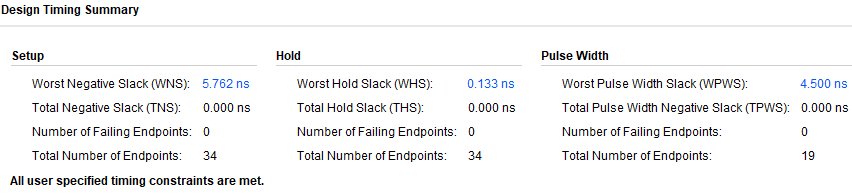 Design Timing Summary
Setup Hold Pulse Width
Worst Negative Slack (WNS): 5.762 ns Worst Hold Slack (WHS): 0.133 ns Worst Pulse Width Slack (WPWS): 4.500 ns
Total Negative Slack (TNS): 0.000 ns Total Hold Slack (THS): 0.000 ns Total Pulse Width Negative Slack (TPWS): 0.000 ns
Number of Failing Endpoints: 0 Number of Failing Endpoints: 0 Number of Failing Endpoints: 0
Total Number of Endpoints: 34 Total Number of Endpoints: 34 Total Number of Endpoints: 19
All user specified timing constraints are met.